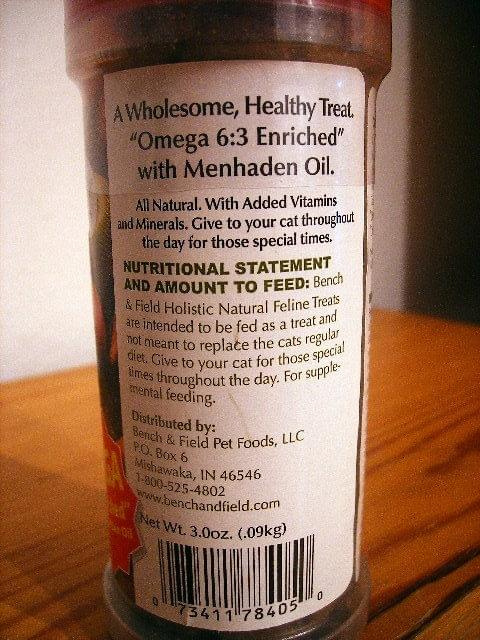 A Wholesome, Healthy Treat.
"Omega 6:3 Enriched"
with Menhaden Oil.
All Natural. With Added Vitamins
and Minerals. Give to your cat throughout
the day for those special times.
NUTRITIONAL STATEMENT
AND AMOUNT TO FEED: Bench
& Field Holistic Natural Feline Treats
are intended to be fed as a treat and
not meant to replace the cats regular
diet. Give to your cat for those special
times throughout the day. For supple-
mental feeding.
Distributed by:
Bench & Field Pet Foods, LLC
P.O. Box 6
Mishawaka, IN 46546
1-800-525-4802
www.benchandfield.com
Net Wt. 3.0oz. (.09kg)
0 73411 78405 0